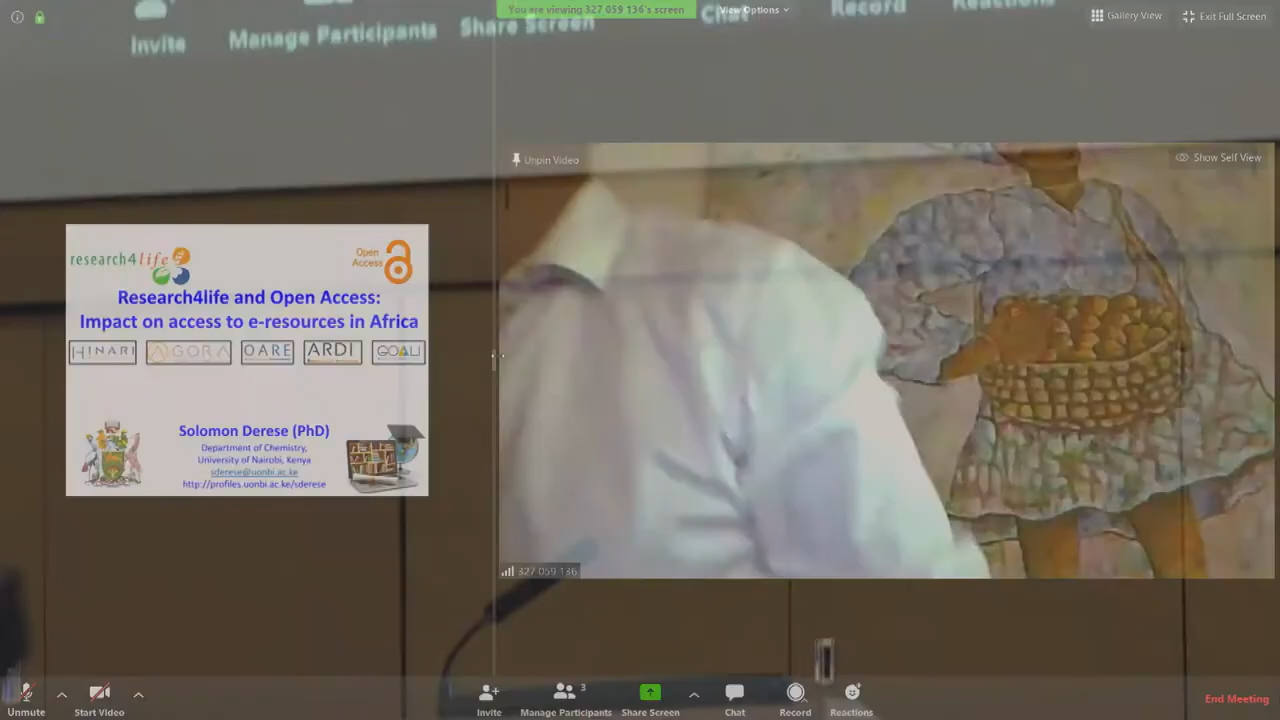 Invite
Manage Participants
Share Screen
Chat
Record
Reactions
You are viewing 327 059 136's screen
View Options
Gallery View
Exit Full Screen
Unpin Video
Show Self View
research4life
Open
Access
Research4life and Open Access:
Impact on access to e-resources in Africa
HINARI
AGORA
OARE
ARDI
GOALI
Solomon Derese (PhD)
Department of Chemistry,
University of Nairobi, Kenya
sderese@uonbi.ac.ke
http://profiles.uonbi.ac.ke/sderese
327 059 136
Unmute
Start Video
Invite
Manage Participants
3
Share Screen
Chat
Record
Reactions
End Meeting